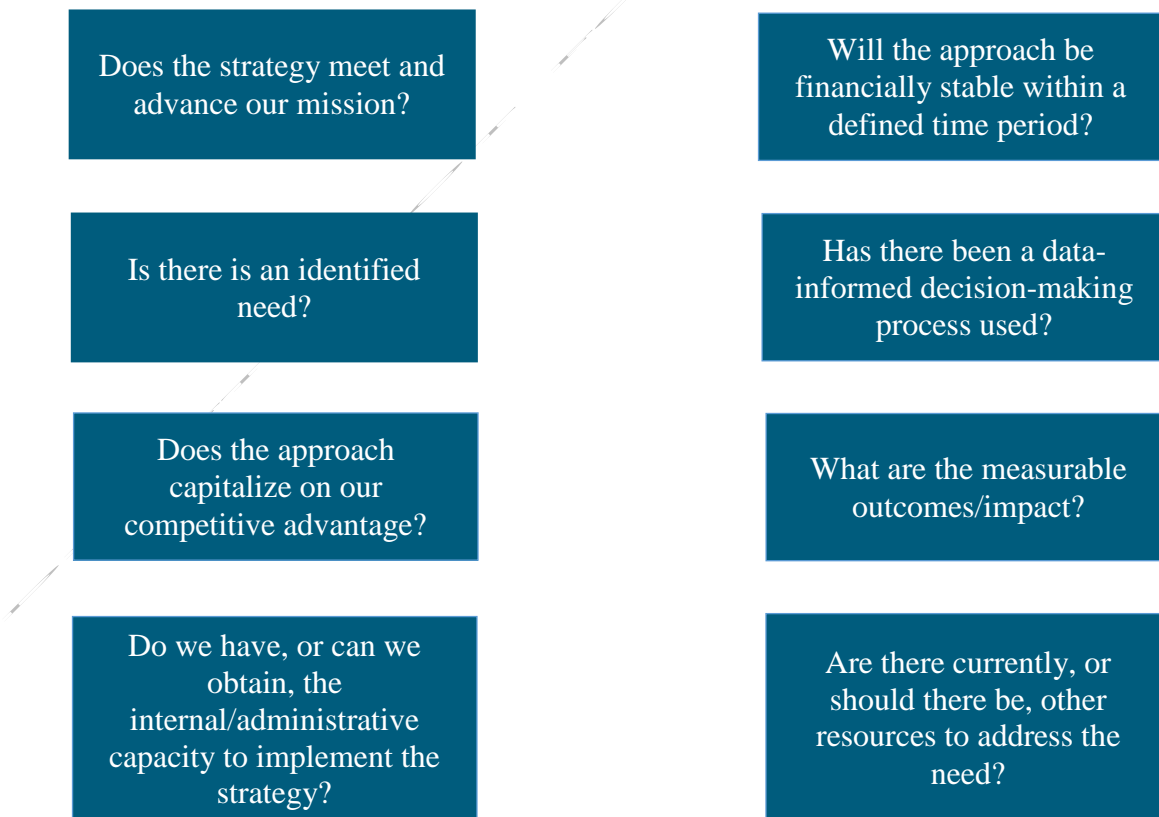 Does the strategy meet and
advance our mission?
Is there is an identified
need?
Does the approach
capitalize on our
competitive advantage?
Do we have, or can we
obtain, the
internal/administrative
capacity to implement the
strategy?
Will the approach be
financially stable within a
defined time period?
Has there been a data-
informed decision-making
process used?
What are the measurable
outcomes/impact?
Are there currently, or
should there be, other
resources to address the
need?